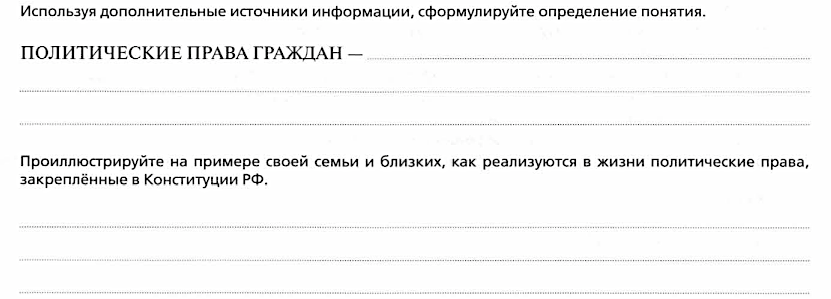 Используя дополнительные источники информации, сформулируйте определение понятия.
ПОЛИТИЧЕСКИЕ ПРАВА ГРАЖДАН —
Проиллюстрируйте на примере своей семьи и близких, как реализуются в жизни политические права,
закреплённые в Конституции РФ.